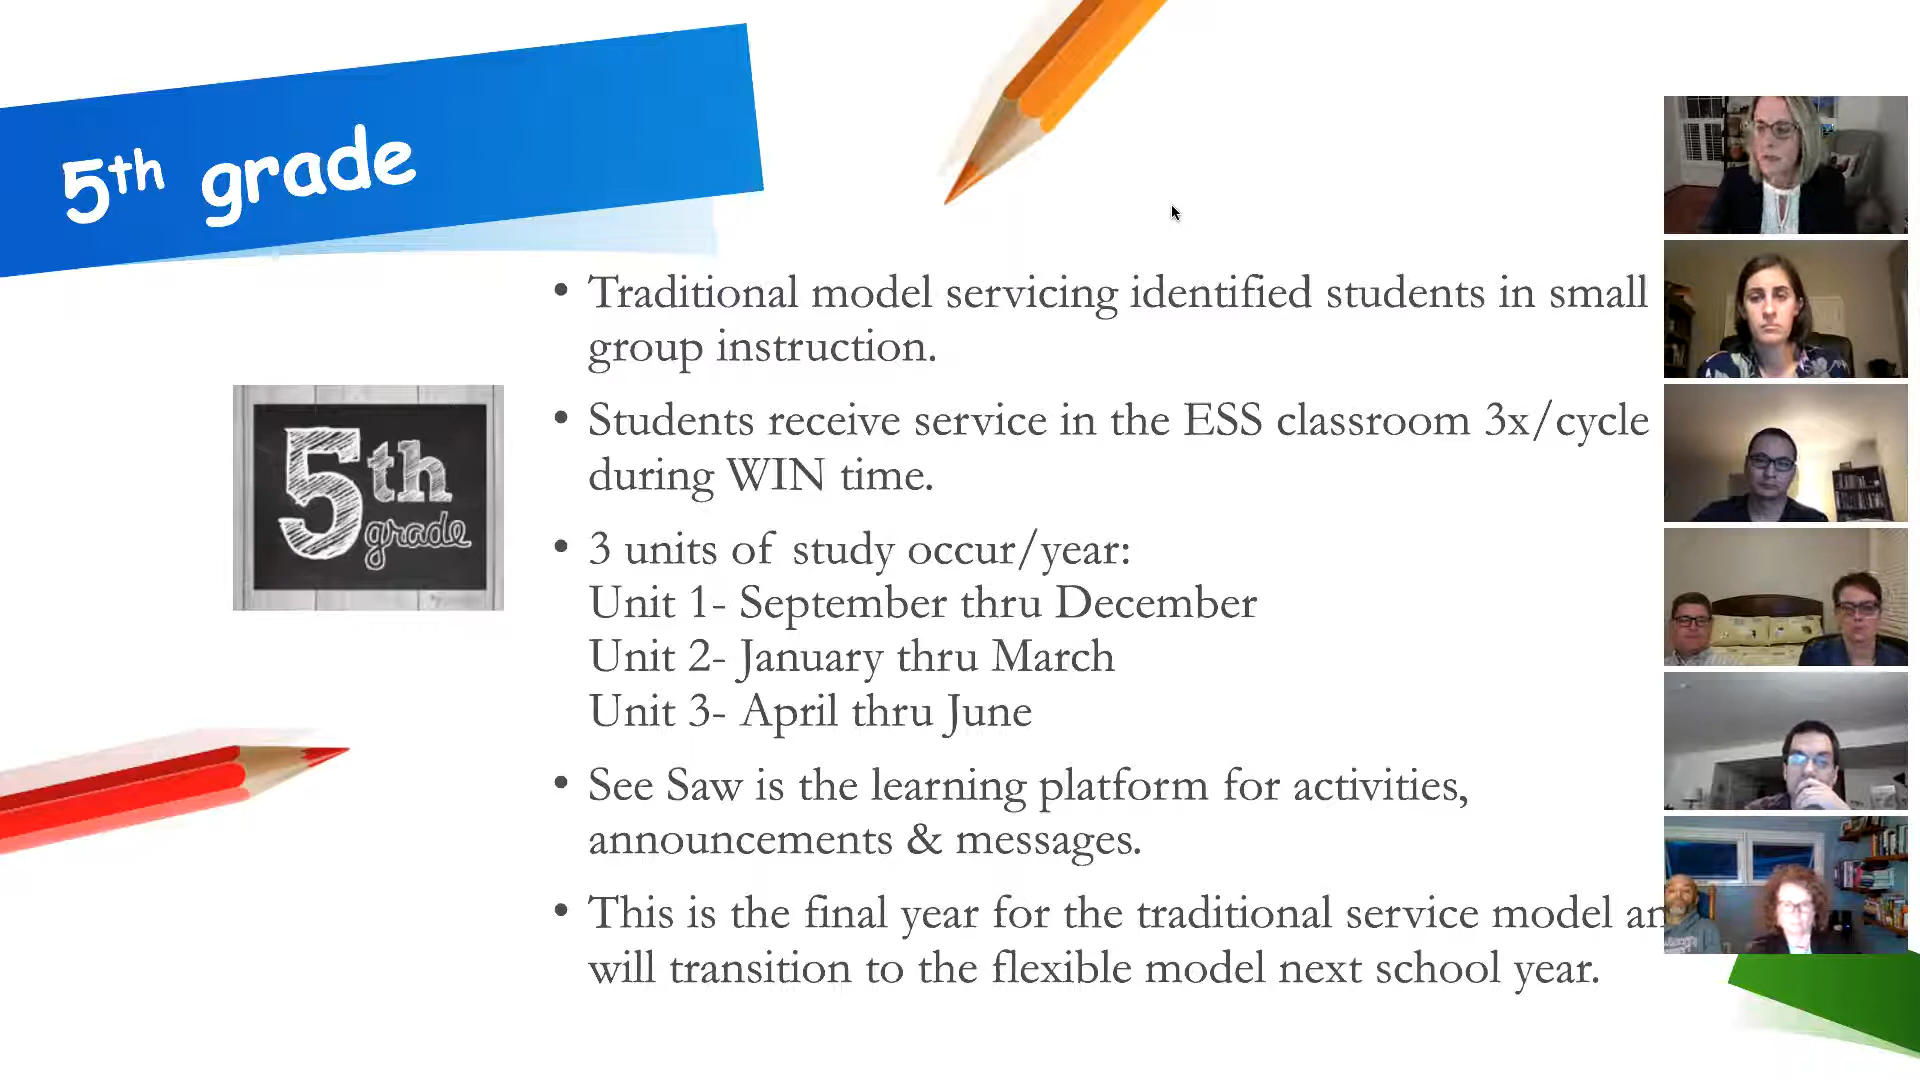 5th grade
• Traditional model servicing identified students in small
group instruction.
5th
grade
• Students receive service in the ESS classroom 3x/cycle
during WIN time.
• 3 units of study occur/year:
Unit 1- September thru December
Unit 2- January thru March
Unit 3- April thru June
• See Saw is the learning platform for activities,
announcements & messages.
• This is the final year for the traditional service model an
will transition to the flexible model next school year.